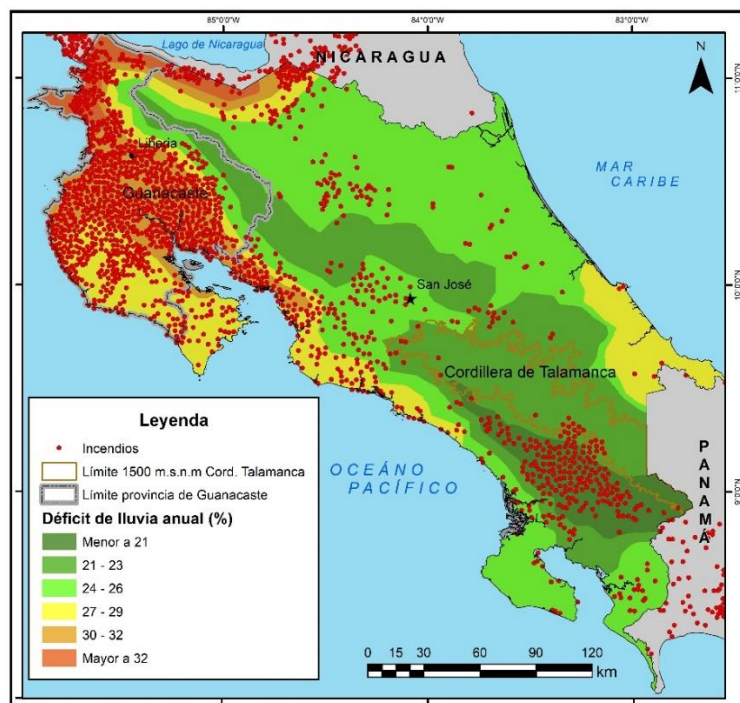 85°0'0"O
84°0'0"O
83°0'0"O
Lago de Nicaragua
NICARAGUA
N
11°0'0"N
Liberia
Guanacaste
MAR
CARIBE
San José
10°0'0"N
Cordillera de Talamanca
OCEÁNO
PACÍFICO
PANAMÁ
9°0'0"N
Leyenda
Incendios
Límite 1500 m.s.n.m Cord. Talamanca
Límite provincia de Guanacaste
Déficit de lluvia anual (%)
Menor a 21
21 - 23
24 - 26
27 - 29
30 - 32
Mayor a 32
0 15 30 60 90 120
km